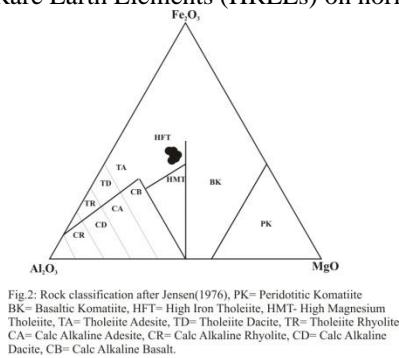 Rare Earth Elements (HREEs) on nor
Fe₂O₃
HFT
TA
HMT
BK
TD
CB
TR
CA
CD
PK
CR
Al₂O₃
MgO
Fig.2: Rock classification after Jensen(1976), PK= Peridotitic Komatiite
BK= Basaltic Komatiite, HFT= High Iron Tholeiite, HMT- High Magnesium
Tholeiite, TA= Tholeiite Adesite, TD= Tholeiite Dacite, TR= Tholeiite Rhyolite
CA= Calc Alkaline Adesite, CR= Calc Alkaline Rhyolite, CD= Calc Alkaline
Dacite, CB= Calc Alkaline Basalt.